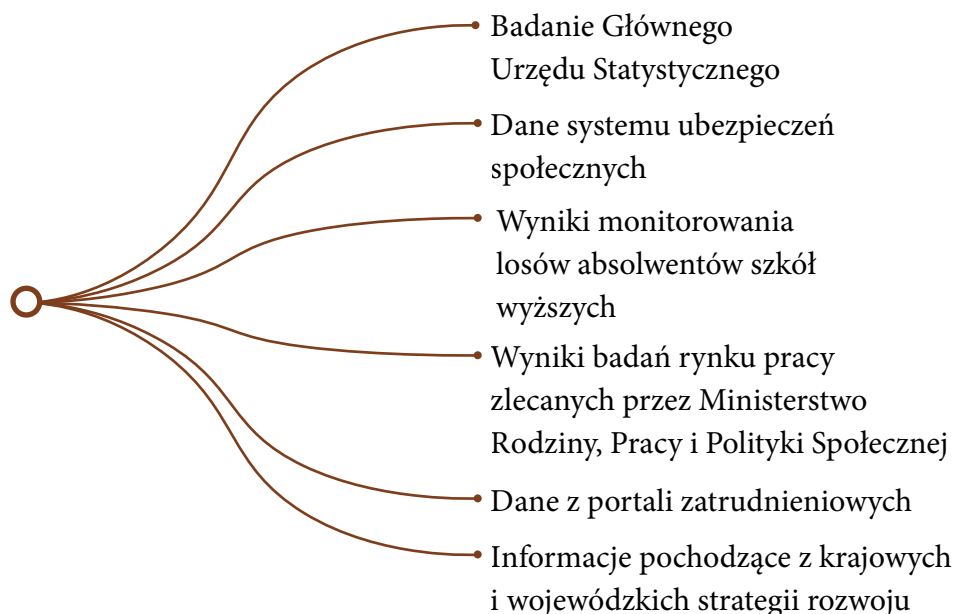 Badanie Głównego
Urzędu Statystycznego
Dane systemu ubezpieczeń
społecznych
Wyniki monitorowania
losów absolwentów szkół
wyższych
Wyniki badań rynku pracy
zlecanych przez Ministerstwo
Rodziny, Pracy i Polityki Społecznej
Dane z portali zatrudnieniowych
Informacje pochodzące z krajowych
i wojewódzkich strategii rozwoju